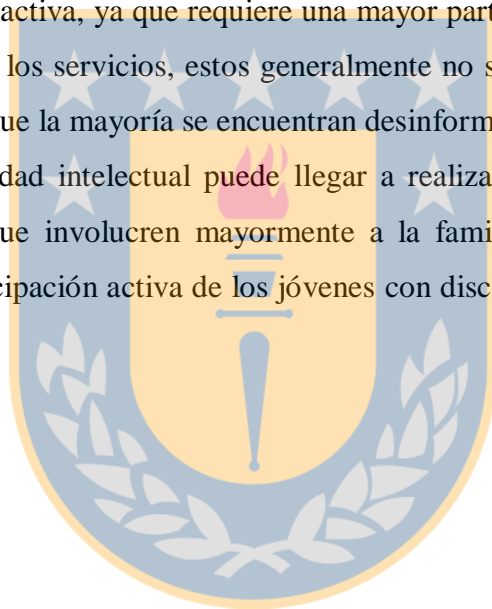 activa, ya que requiere una mayor part
los servicios, estos generalmente no s
ue la mayoría se encuentran desinform
dad intelectual puede llegar a realiza
ue involucren mayormente a la fami
cipación activa de los jóvenes con disc